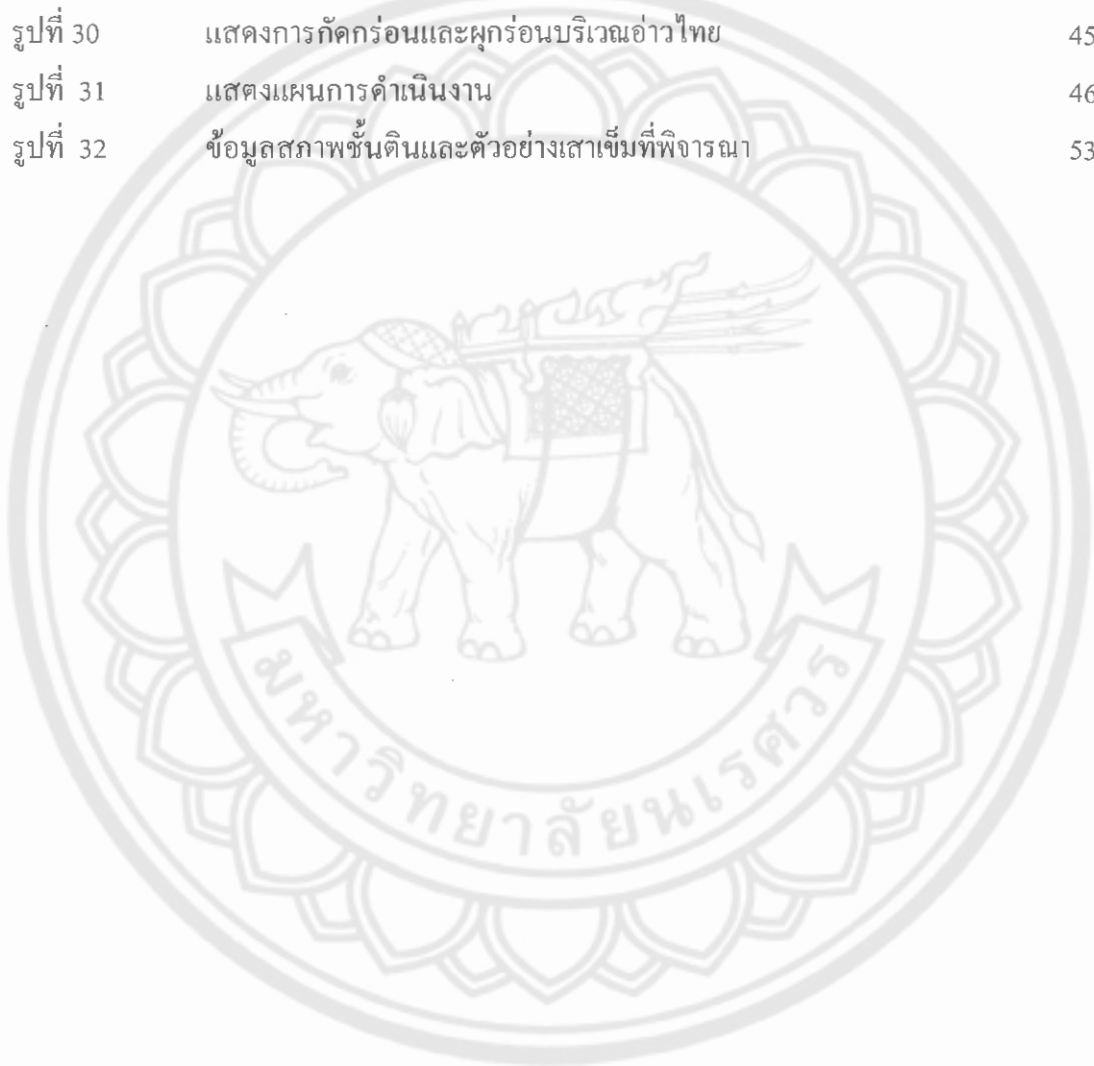 รูปที่ 30 แสดงการกัดกร่อนและผุกร่อนบริเวณอ่าวไทย 45
รูปที่ 31 แสดงแผนการดำเนินงาน 46
รูปที่ 32 ข้อมูลสภาพชั้นดินและตัวอย่างเสาเข็มที่พิจารณา 53
มหาวิทยาลัยนเรศวร